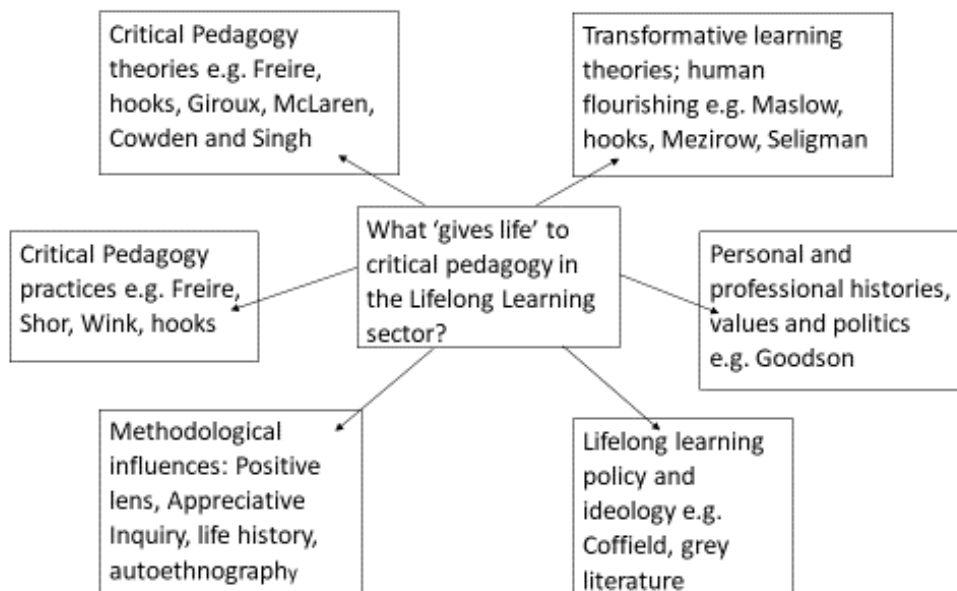 Critical Pedagogy
theories e.g. Freire,
hooks, Giroux, McLaren,
Cowden and Singh
Transformative learning
theories; human
flourishing e.g. Maslow,
hooks, Mezirow, Seligman
What ‘gives life’ to
critical pedagogy in
the Lifelong Learning
sector?
Critical Pedagogy
practices e.g. Freire,
Shor, Wink, hooks
Personal and
professional histories,
values and politics
e.g. Goodson
Methodological
influences: Positive
lens, Appreciative
Inquiry, life history,
autoethnography
Lifelong learning
policy and
ideology e.g.
Coffield, grey
literature